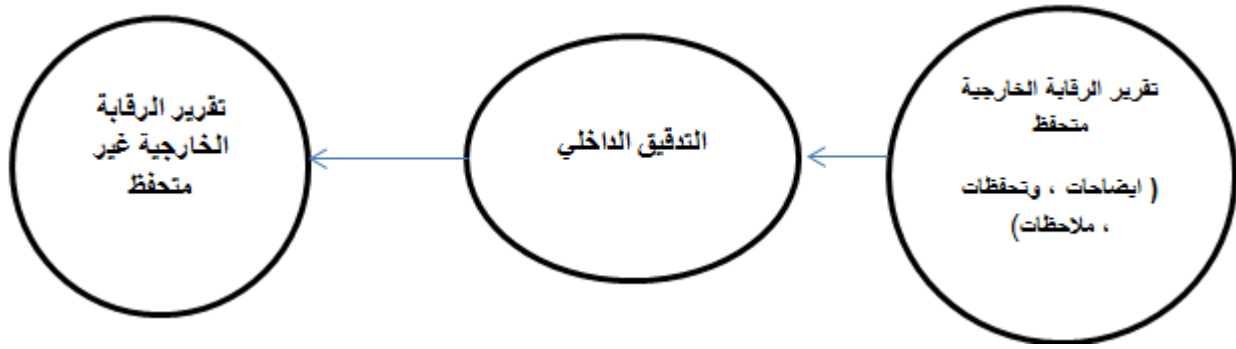 تقرير الرقابة الخارجية
متحفظ
( ايضاحات ، وتحفظات
، ملاحظات)
التدقيق الداخلي
تقرير الرقابة
الخارجية غير
متحفظ